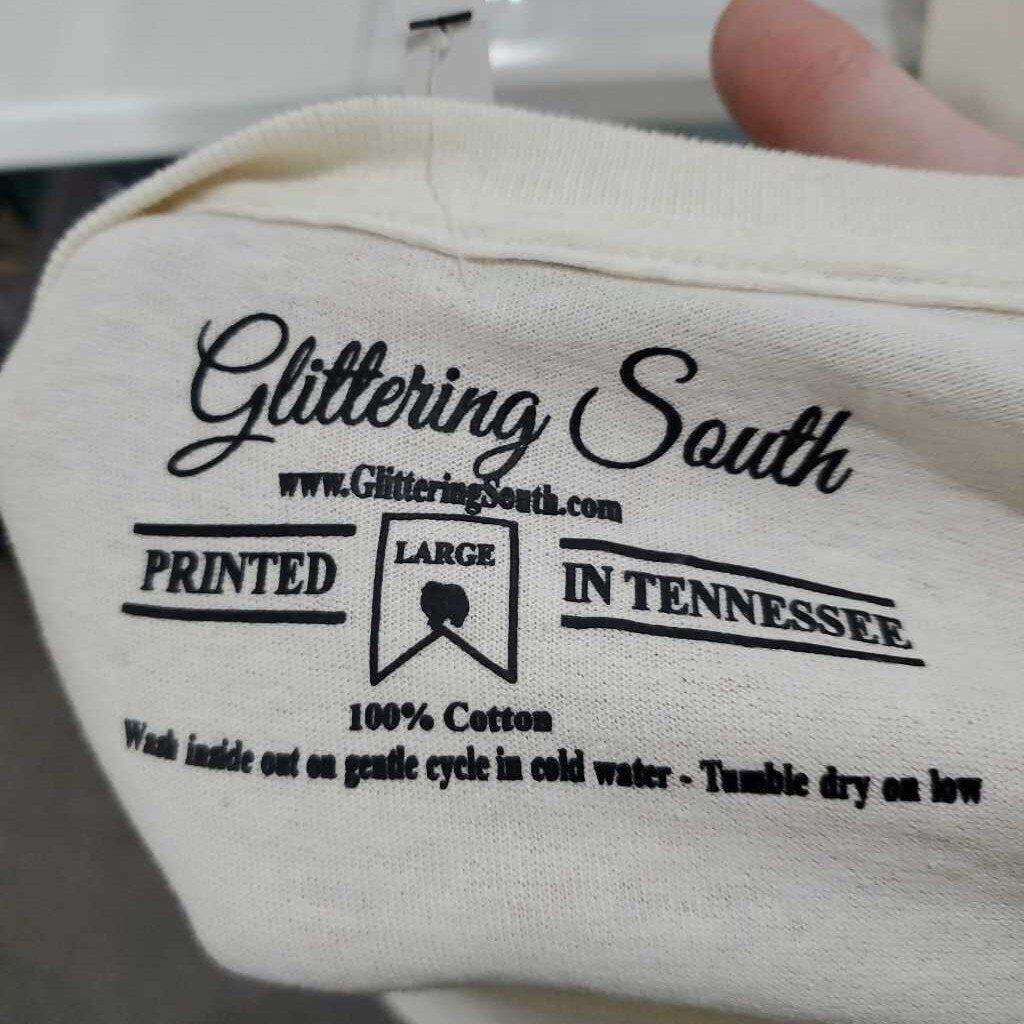 Glittering South
www.GlitteringSouth.com
PRINTED LARGE IN TENNESSEE
100% Cotton
Wash inside out on gentle cycle in cold water - Tumble dry on low